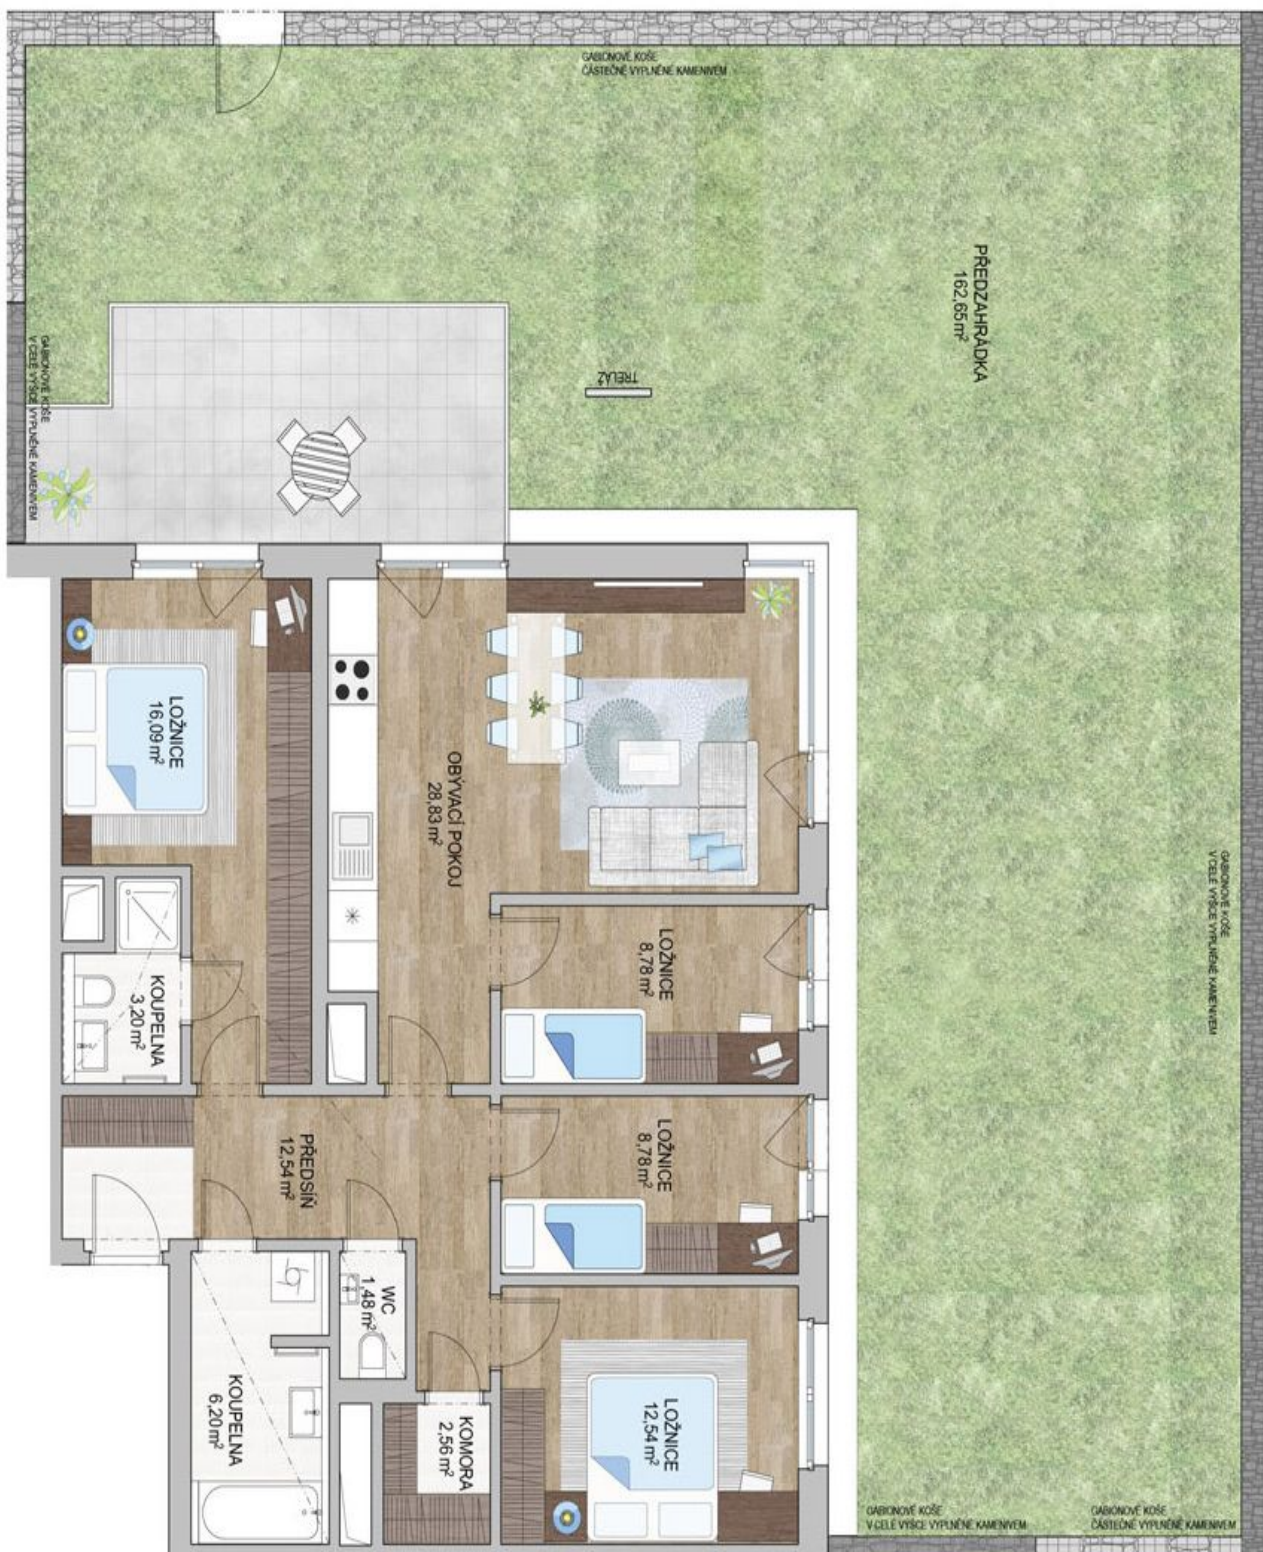 GABIONOVÉ KOŠE
ČÁSTEČNĚ VYPLNĚNÉ KAMENIVEM
PŘEDZAHRÁDKA
162,65 m²
GABIONOVÉ KOŠE
V CELÉ VÝŠCE VYPLNĚNÉ KAMENIVEM
TRELÁŽ
LOŽNICE
16,09 m²
OBÝVACÍ POKOJ
28,83 m²
GABIONOVÉ KOŠE
V CELÉ VÝŠCE VYPLNĚNÉ KAMENIVEM
LOŽNICE
8,78 m²
KOUPELNA
3,20 m²
LOŽNICE
8,78 m²
PŘEDSÍŇ
12,54 m²
WC
1,48 m²
KOUPELNA
6,20 m²
KOMORA
2,56 m²
LOŽNICE
12,54 m²
GABIONOVÉ KOŠE
V CELÉ VÝŠCE VYPLNĚNÉ KAMENIVEM
GABIONOVÉ KOŠE
ČÁSTEČNĚ VYPLNĚNÉ KAMENIVEM